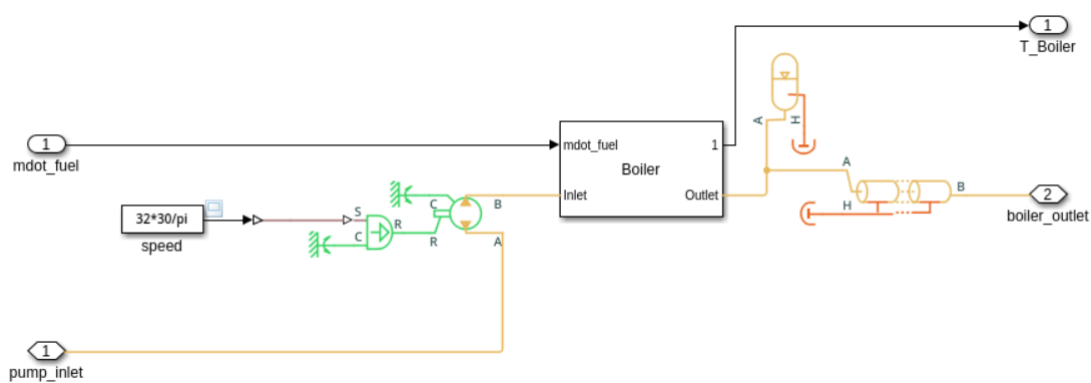 1
T_Boiler
A
H
1
mdot_fuel
mdot_fuel
1
Boiler
Inlet
Outlet
A
B
H
2
boiler_outlet
C
B
32*30/pi
speed
S
C
R
R
A
1
pump_inlet